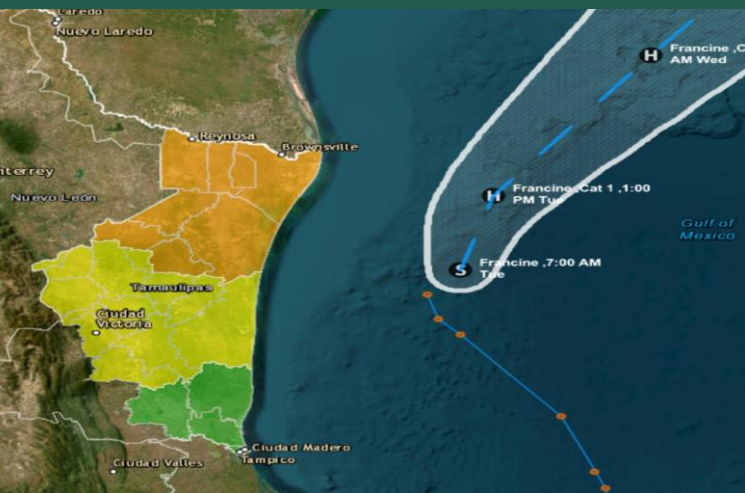 Laredo
Nuevo Laredo
Francine ,C
AM Wed
Reynosa
Brownsville
nterrey
Nuevo León
Francine,Cat 1 ,1:00
PM Tue
Gulf of
Mexico
Francine ,7:00 AM
Tue
Tamaulipas
Ciudad
Victoria
Ciudad Madero
Tampico
Ciudad Valles
H
H
S